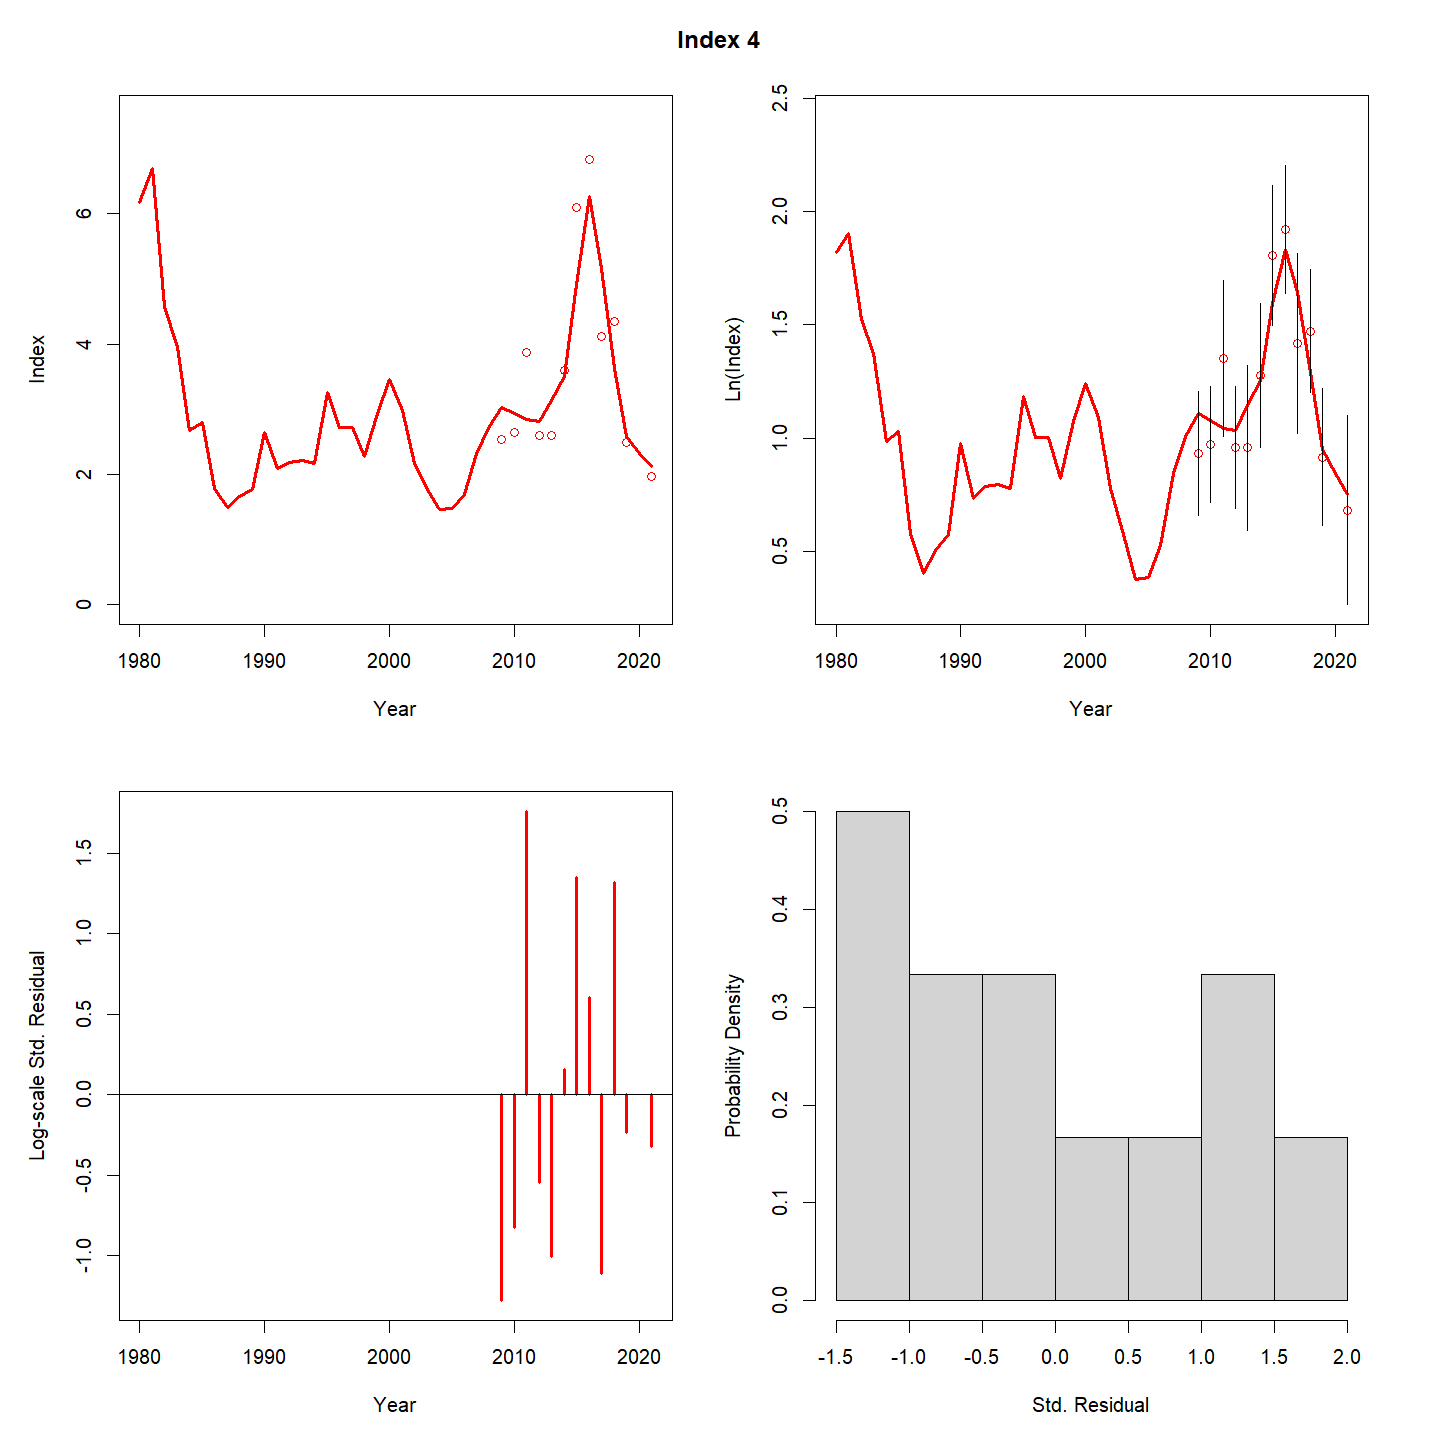 Index 4
Index
0
2
4
6
1980 1990 2000 2010 2020
Year
Ln(Index)
0.5
1.0
1.5
2.0
2.5
1980 1990 2000 2010 2020
Year
Log-scale Std. Residual
-1.0
-0.5
0.0
0.5
1.0
1.5
1980 1990 2000 2010 2020
Year
Probability Density
0.0
0.1
0.2
0.3
0.4
0.5
-1.5 -1.0 -0.5 0.0 0.5 1.0 1.5 2.0
Std. Residual